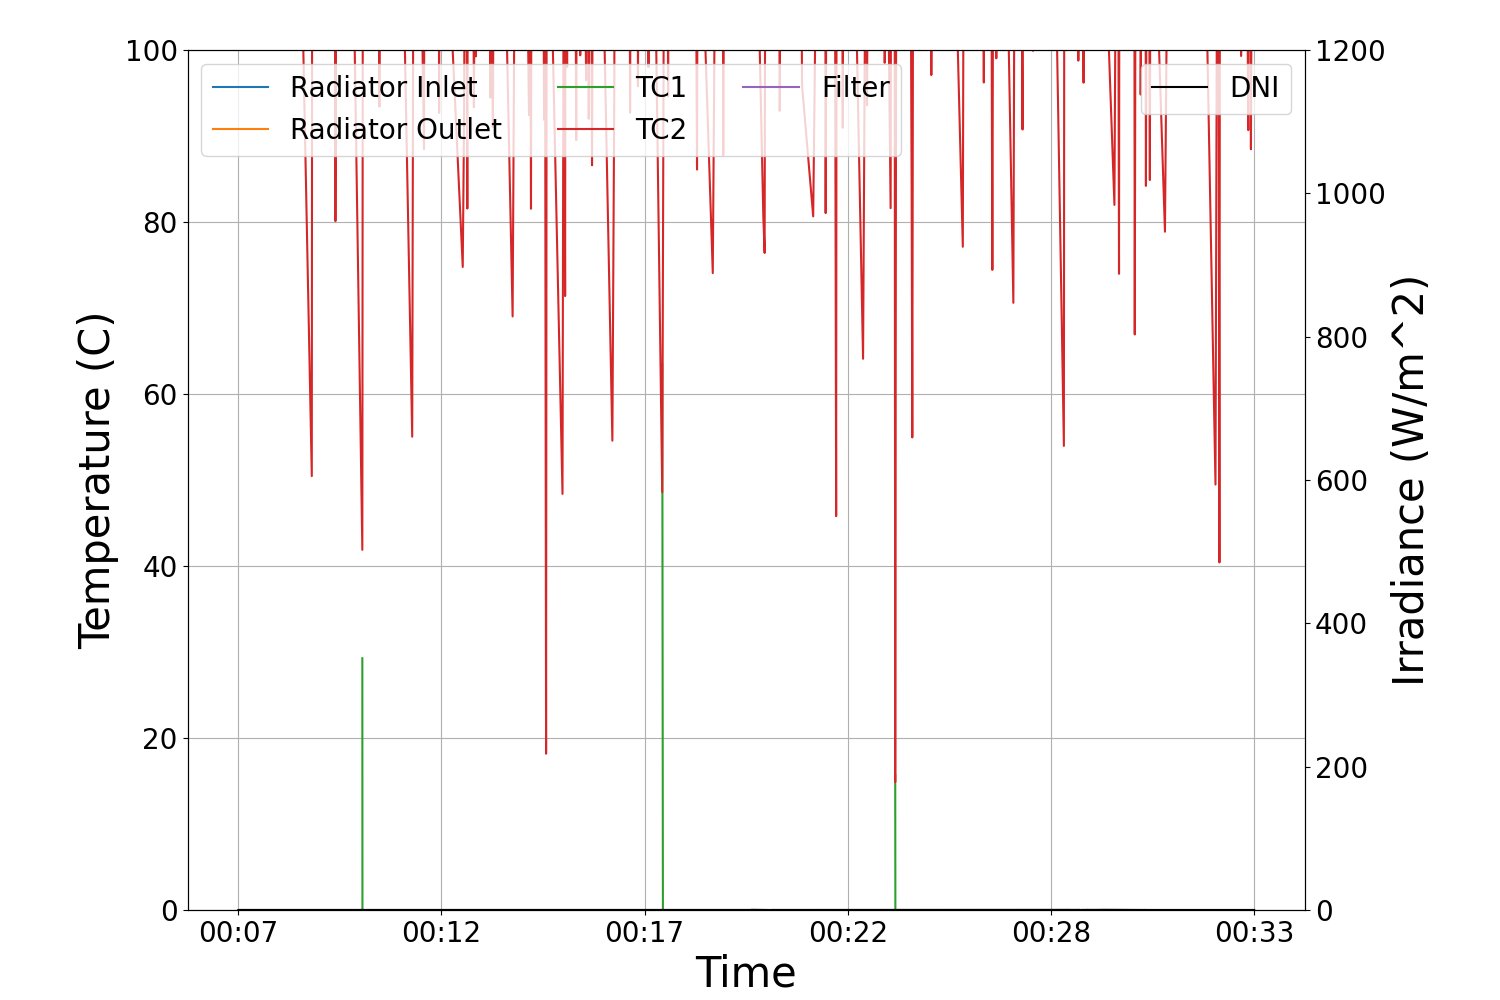 100
80
60
40
20
0
Temperature (C)
Radiator Inlet
Radiator Outlet
TC1
TC2
Filter
DNI
1200
1000
800
600
400
200
0
Irradiance (W/m^2)
00:07 00:12 00:17 00:22 00:28 00:33
Time